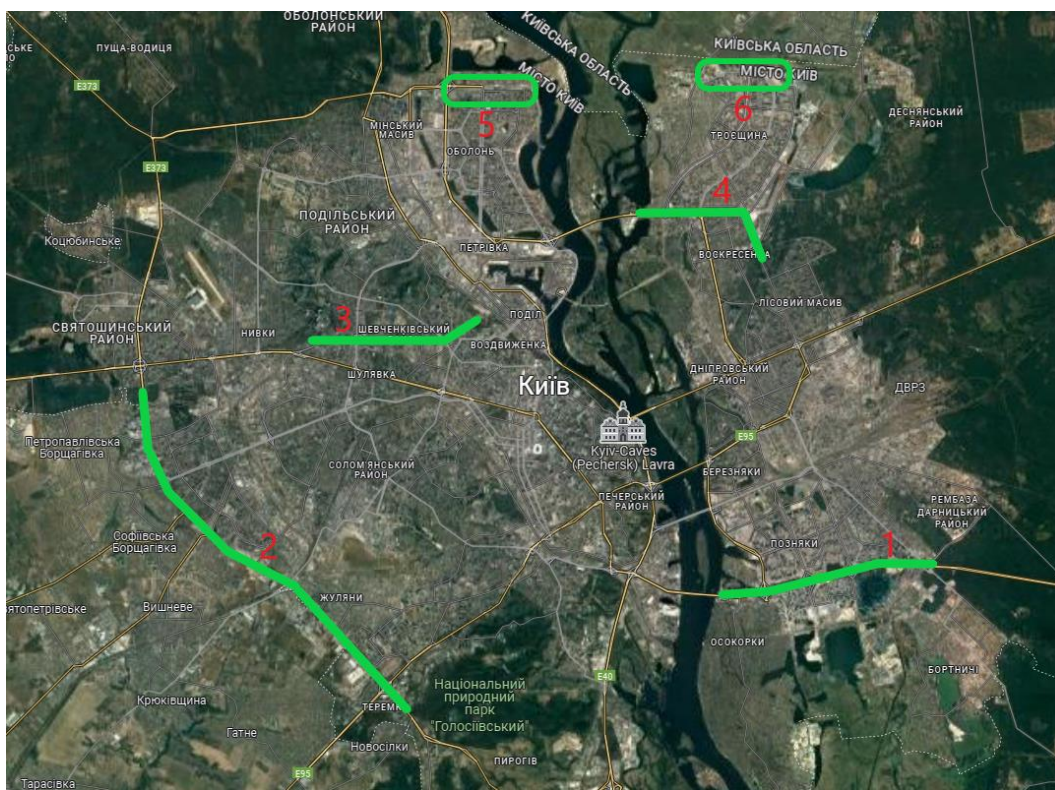 ОБОЛОНСЬКИЙ
РАЙОН
ПУЩА-ВОДИЦЯ
КИЇВСЬКА ОБЛАСТЬ
МІСТО КИЇВ
КИЇВСЬКА ОБЛАСТЬ
МІСТО КИЇВ
E373
5
6
ДЕСНЯНСЬКИЙ
РАЙОН
МІНСЬКИЙ
МАСИВ
ТРОЄЩИНА
ОБОЛОНЬ
E373
4
ПОДІЛЬСЬКИЙ
РАЙОН
Коцюбинське
ПЕТРІВКА
ВОСКРЕСЕНКА
ЛІСОВИЙ МАСИВ
СВЯТОШИНСЬКИЙ
РАЙОН
НИВКИ
3
ШЕВЧЕНКІВСЬКИЙ
ПОДІЛ
ВОЗДВИЖЕНКА
ШУЛЯВКА
Київ
ДНІПРОВСЬКИЙ
РАЙОН
ДВРЗ
Петропавлівська
Борщагівка
E95
Kyiv-Caves
(Pechersk) Lavra
СОЛОМ'ЯНСЬКИЙ
РАЙОН
БЕРЕЗНЯКИ
ПЕЧЕРСЬКИЙ
РАЙОН
РЕМБАЗА
ДАРНИЦЬКИЙ
РАЙОН
Софіївська
Борщагівка
2
ПОЗНЯКИ
1
ЖУЛЯНИ
Вишневе
ОСОКОРКИ
БОРТНИЧІ
E40
Крюківщина
Національний
природний
парк
"Голосіївський"
Гатне
Новосілки
ПИРОГІВ
E95
Тарасівка